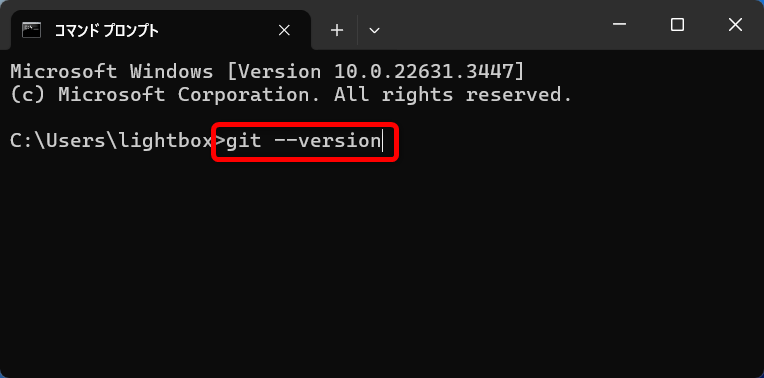 コマンド プロンプト
Microsoft Windows [Version 10.0.22631.3447]
(c) Microsoft Corporation. All rights reserved.
C:\Users\lightbox>git --version